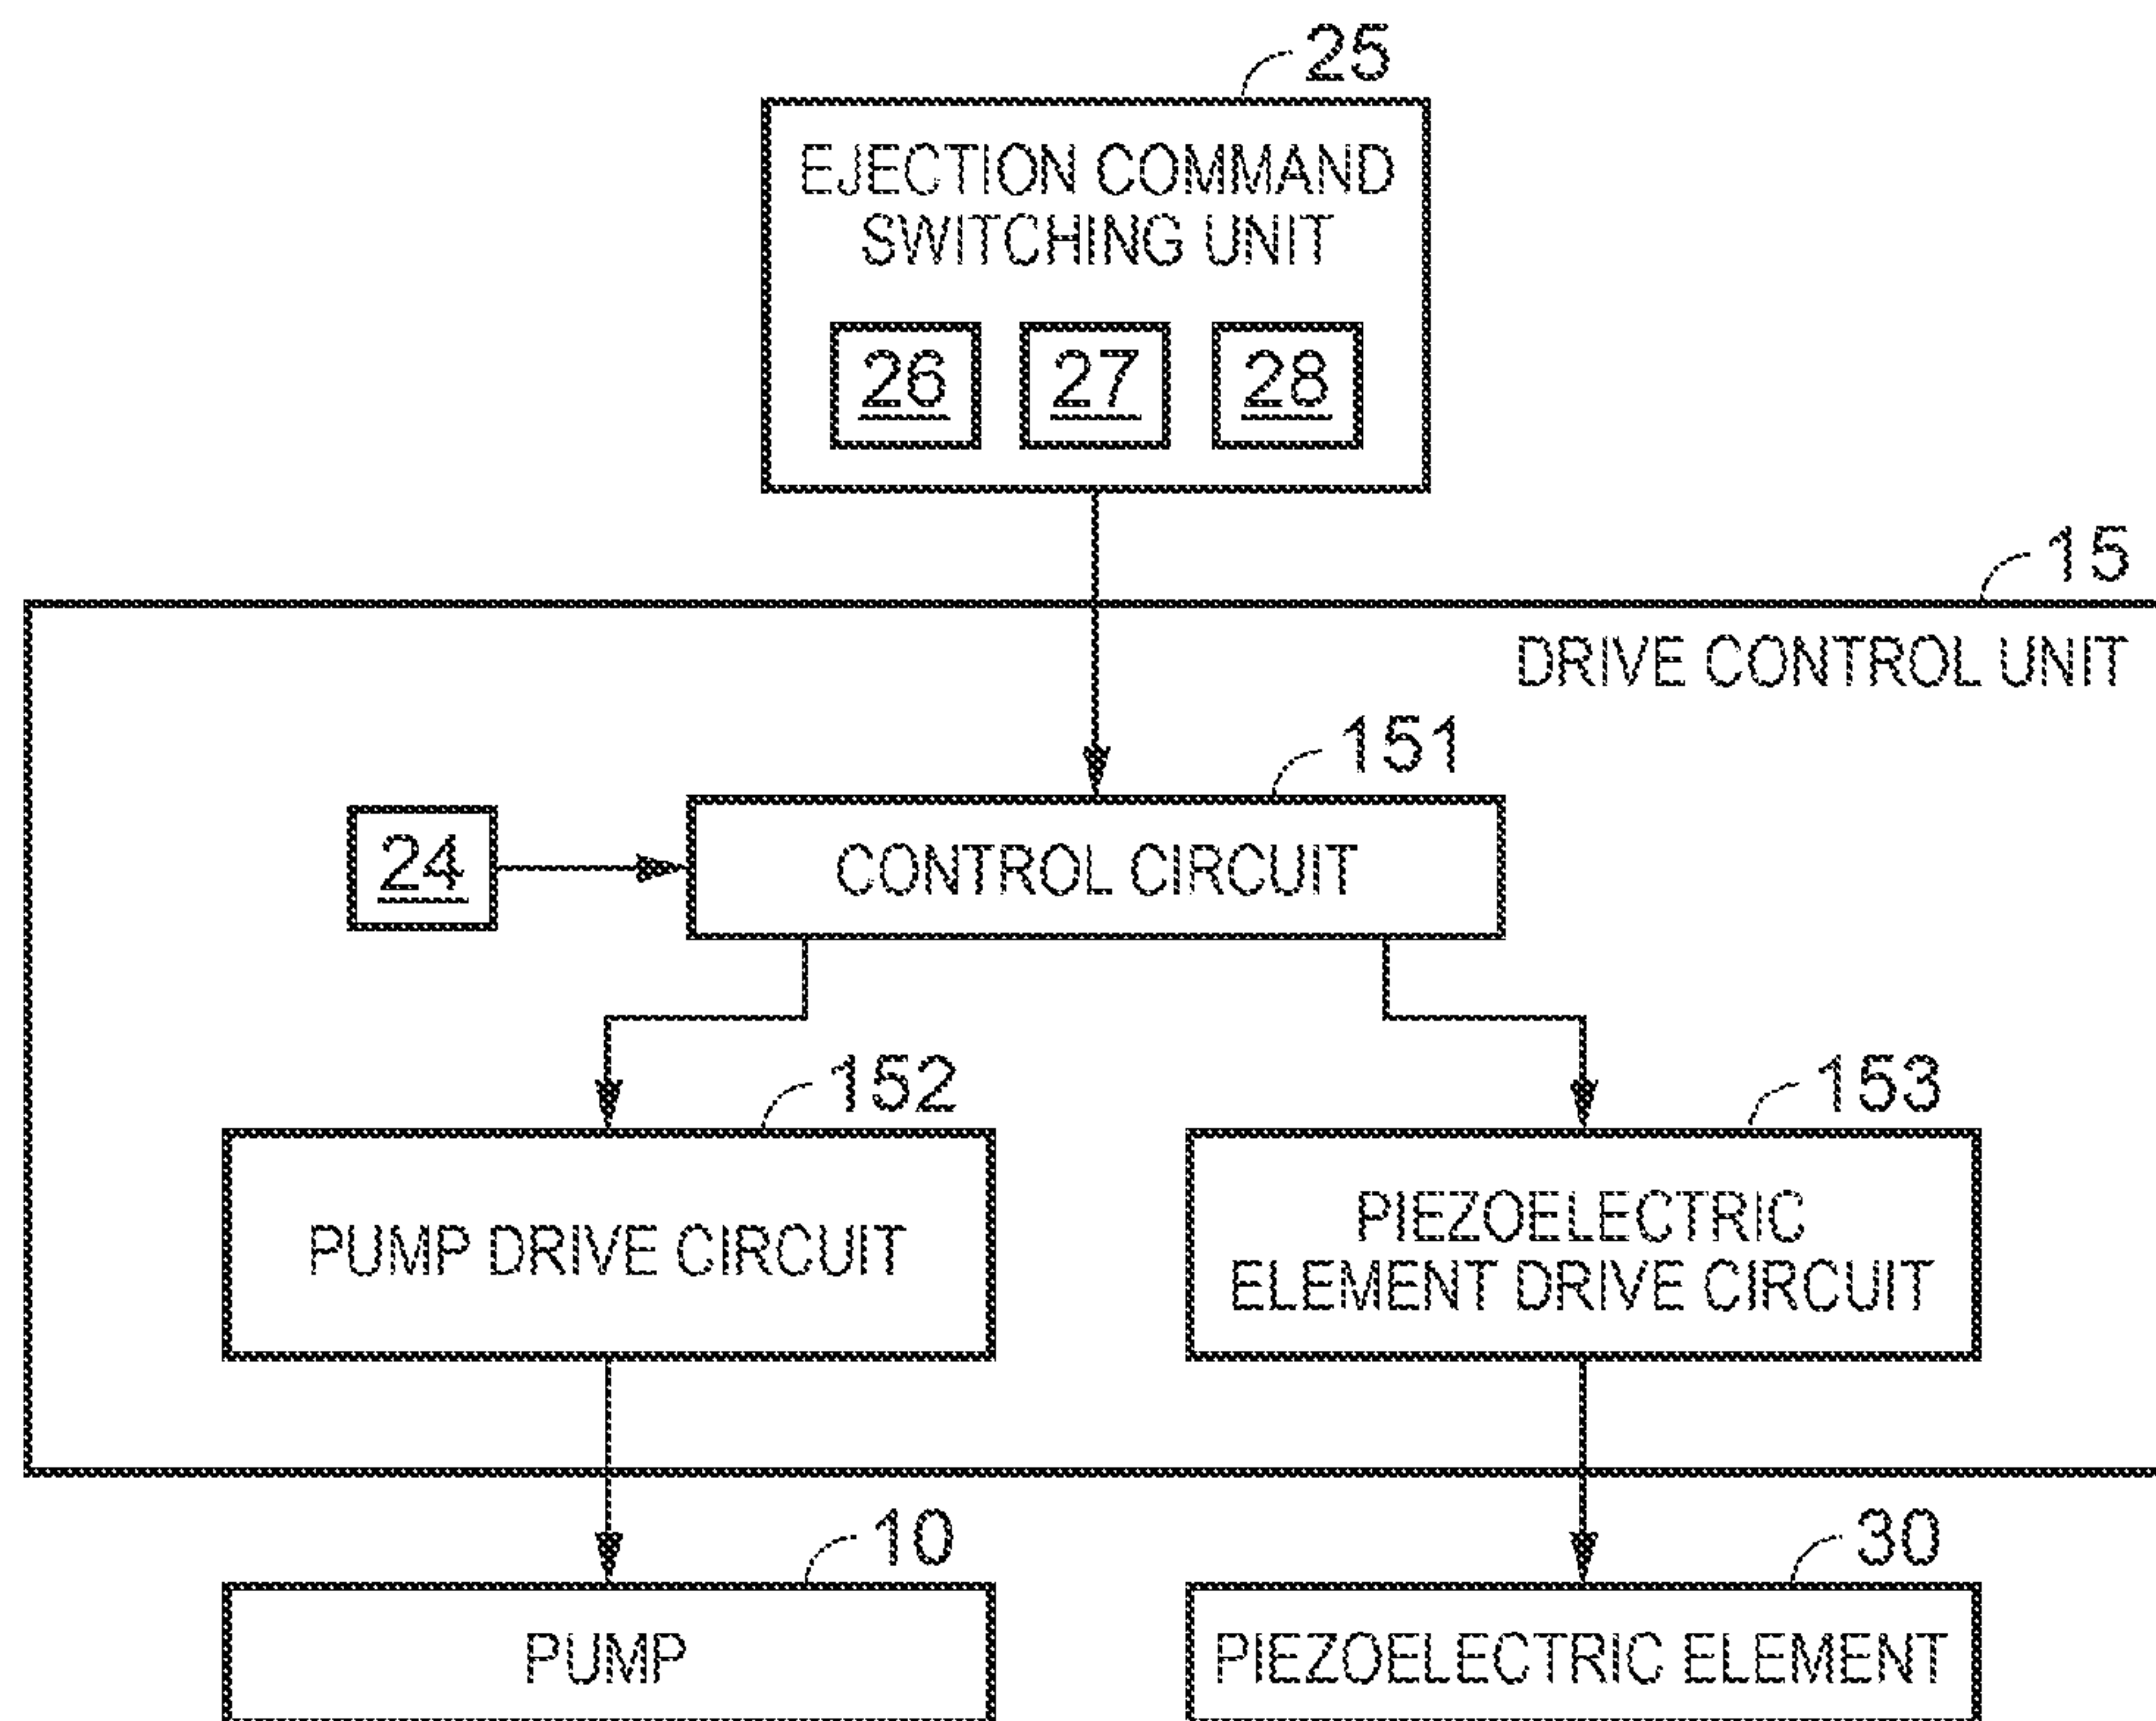 25
EJECTION COMMAND
SWITCHING UNIT
26 27 28
15
DRIVE CONTROL UNIT
151
24
CONTROL CIRCUIT
152
153
PUMP DRIVE CIRCUIT
PIEZOELECTRIC
ELEMENT DRIVE CIRCUIT
10
30
PUMP
PIEZOELECTRIC ELEMENT